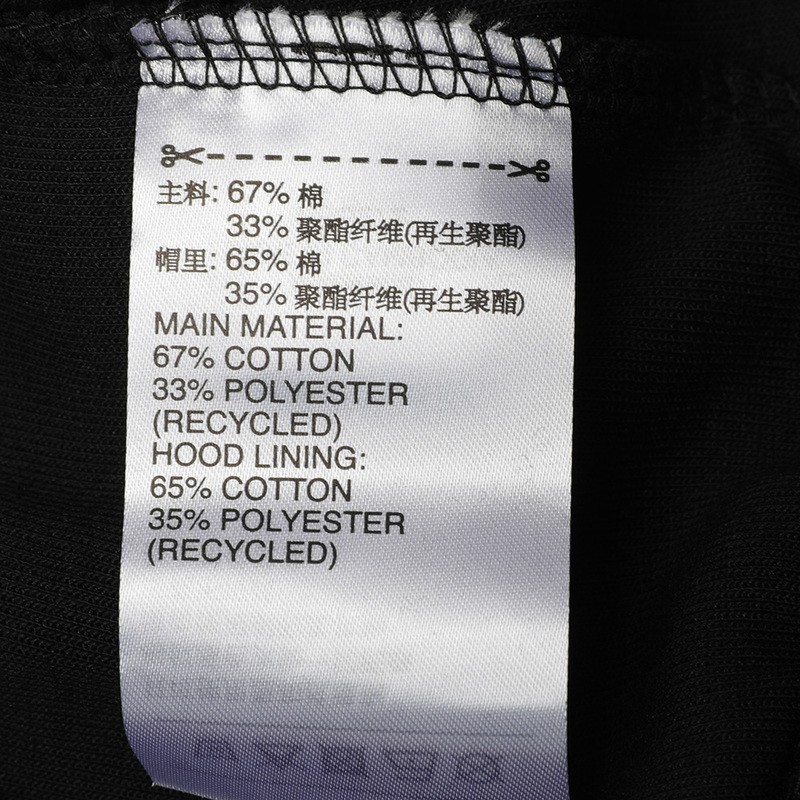 主料: 67% 棉
33% 聚酯纤维(再生聚酯)
帽里: 65% 棉
35% 聚酯纤维(再生聚酯)
MAIN MATERIAL:
67% COTTON
33% POLYESTER
(RECYCLED)
HOOD LINING:
65% COTTON
35% POLYESTER
(RECYCLED)